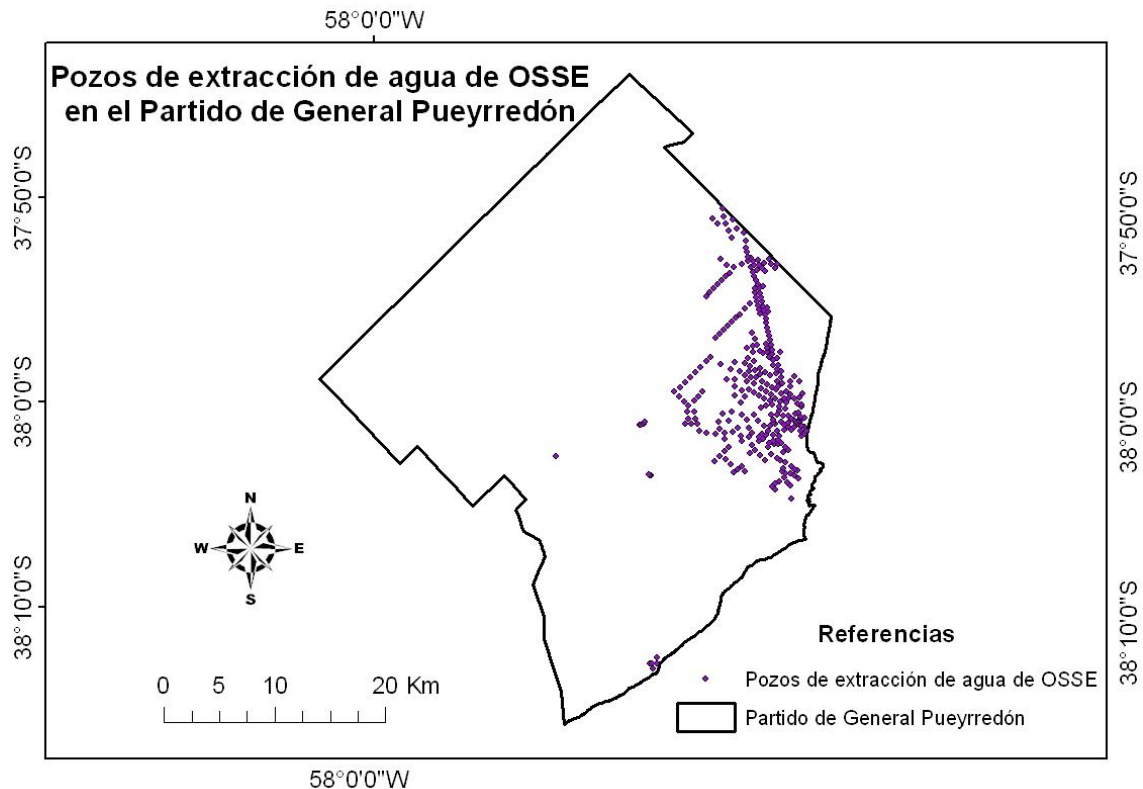 58°0'0"W
Pozos de extracción de agua de OSSE
en el Partido de General Pueyrredón
37°50'0"S
37°50'0"S
38°0'0"S
38°0'0"S
N
W
E
S
38°10'0"S
38°10'0"S
Referencias
0 5 10 20 Km
Pozos de extracción de agua de OSSE
Partido de General Pueyrredón
58°0'0"W